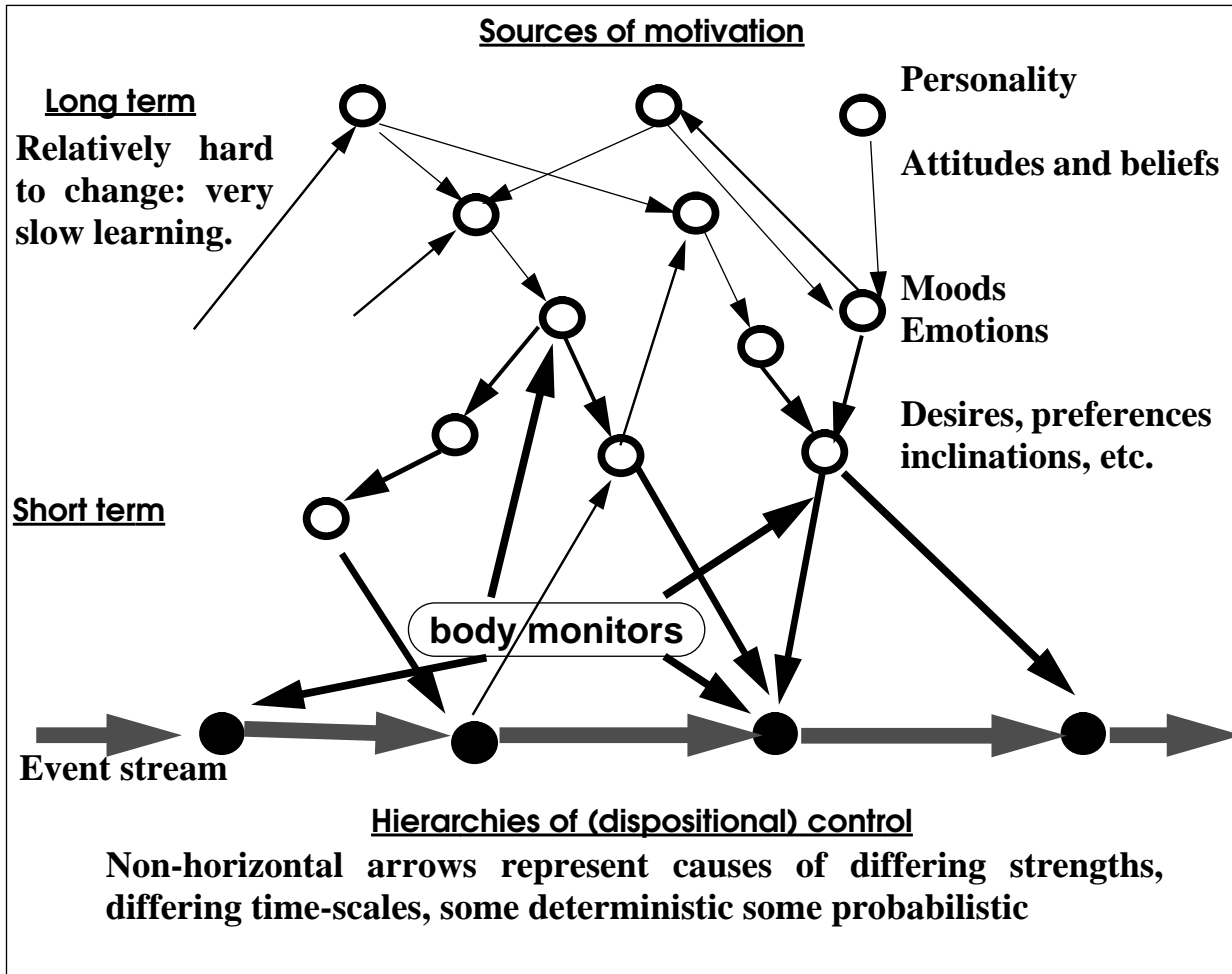 Sources of motivation
Long term
Relatively hard
to change: very
slow learning.
Personality
Attitudes and beliefs
Moods
Emotions
Desires, preferences
inclinations, etc.
Short term
body monitors
Event stream
Hierarchies of (dispositional) control
Non-horizontal arrows represent causes of differing strengths,
differing time-scales, some deterministic some probabilistic